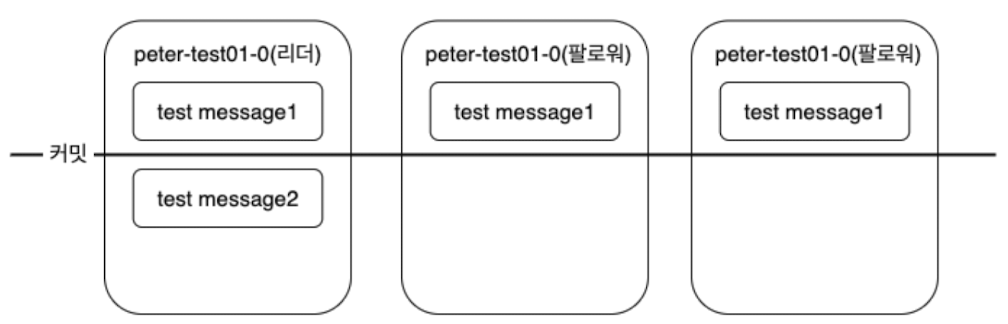 peter-test01-0(리더)
test message1
test message2
peter-test01-0(팔로워)
test message1
peter-test01-0(팔로워)
test message1
커밋